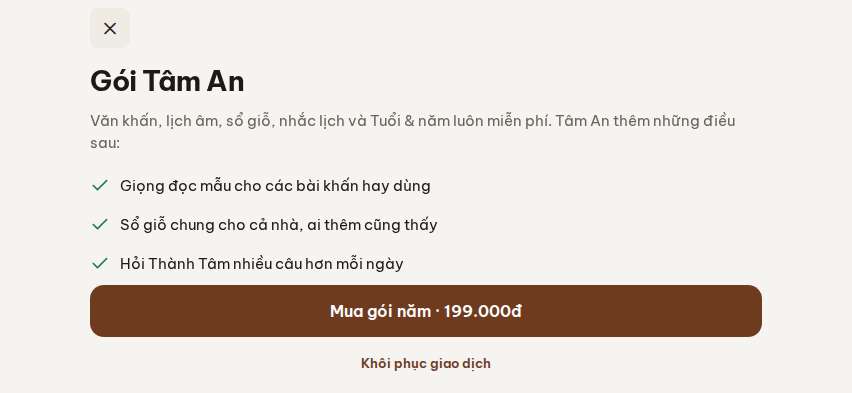 Gói Tâm An
Văn khấn, lịch âm, sổ giỗ, nhắc lịch và Tuổi & năm luôn miễn phí. Tâm An thêm những điều
sau:
Giọng đọc mẫu cho các bài khấn hay dùng
Sổ giỗ chung cho cả nhà, ai thêm cũng thấy
Hỏi Thành Tâm nhiều câu hơn mỗi ngày
Mua gói năm · 199.000đ
Khôi phục giao dịch